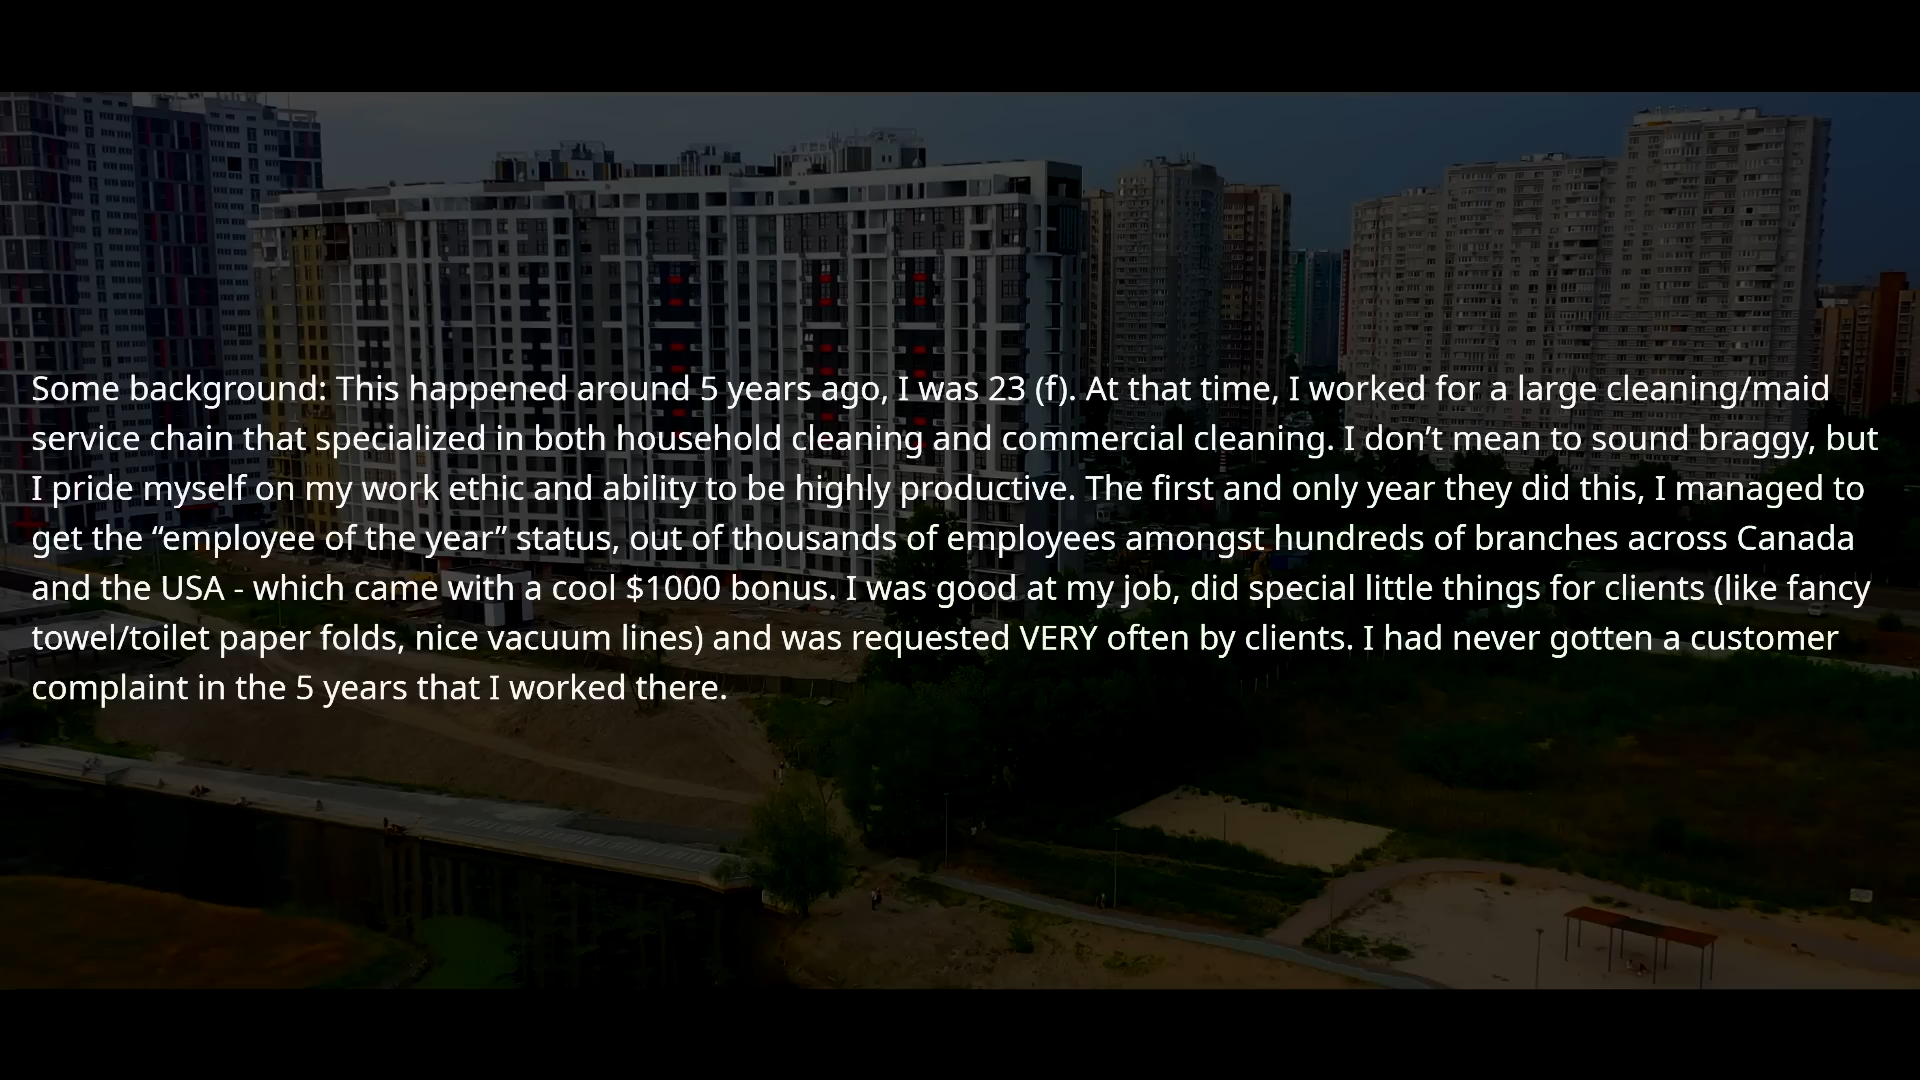 Some background: This happened around 5 years ago, I was 23 (f). At that time, I worked for a large cleaning/maid
service chain that specialized in both household cleaning and commercial cleaning. I don’t mean to sound braggy, but
I pride myself on my work ethic and ability to be highly productive. The first and only year they did this, I managed to
get the “employee of the year” status, out of thousands of employees amongst hundreds of branches across Canada
and the USA - which came with a cool $1000 bonus. I was good at my job, did special little things for clients (like fancy
towel/toilet paper folds, nice vacuum lines) and was requested VERY often by clients. I had never gotten a customer
complaint in the 5 years that I worked there.